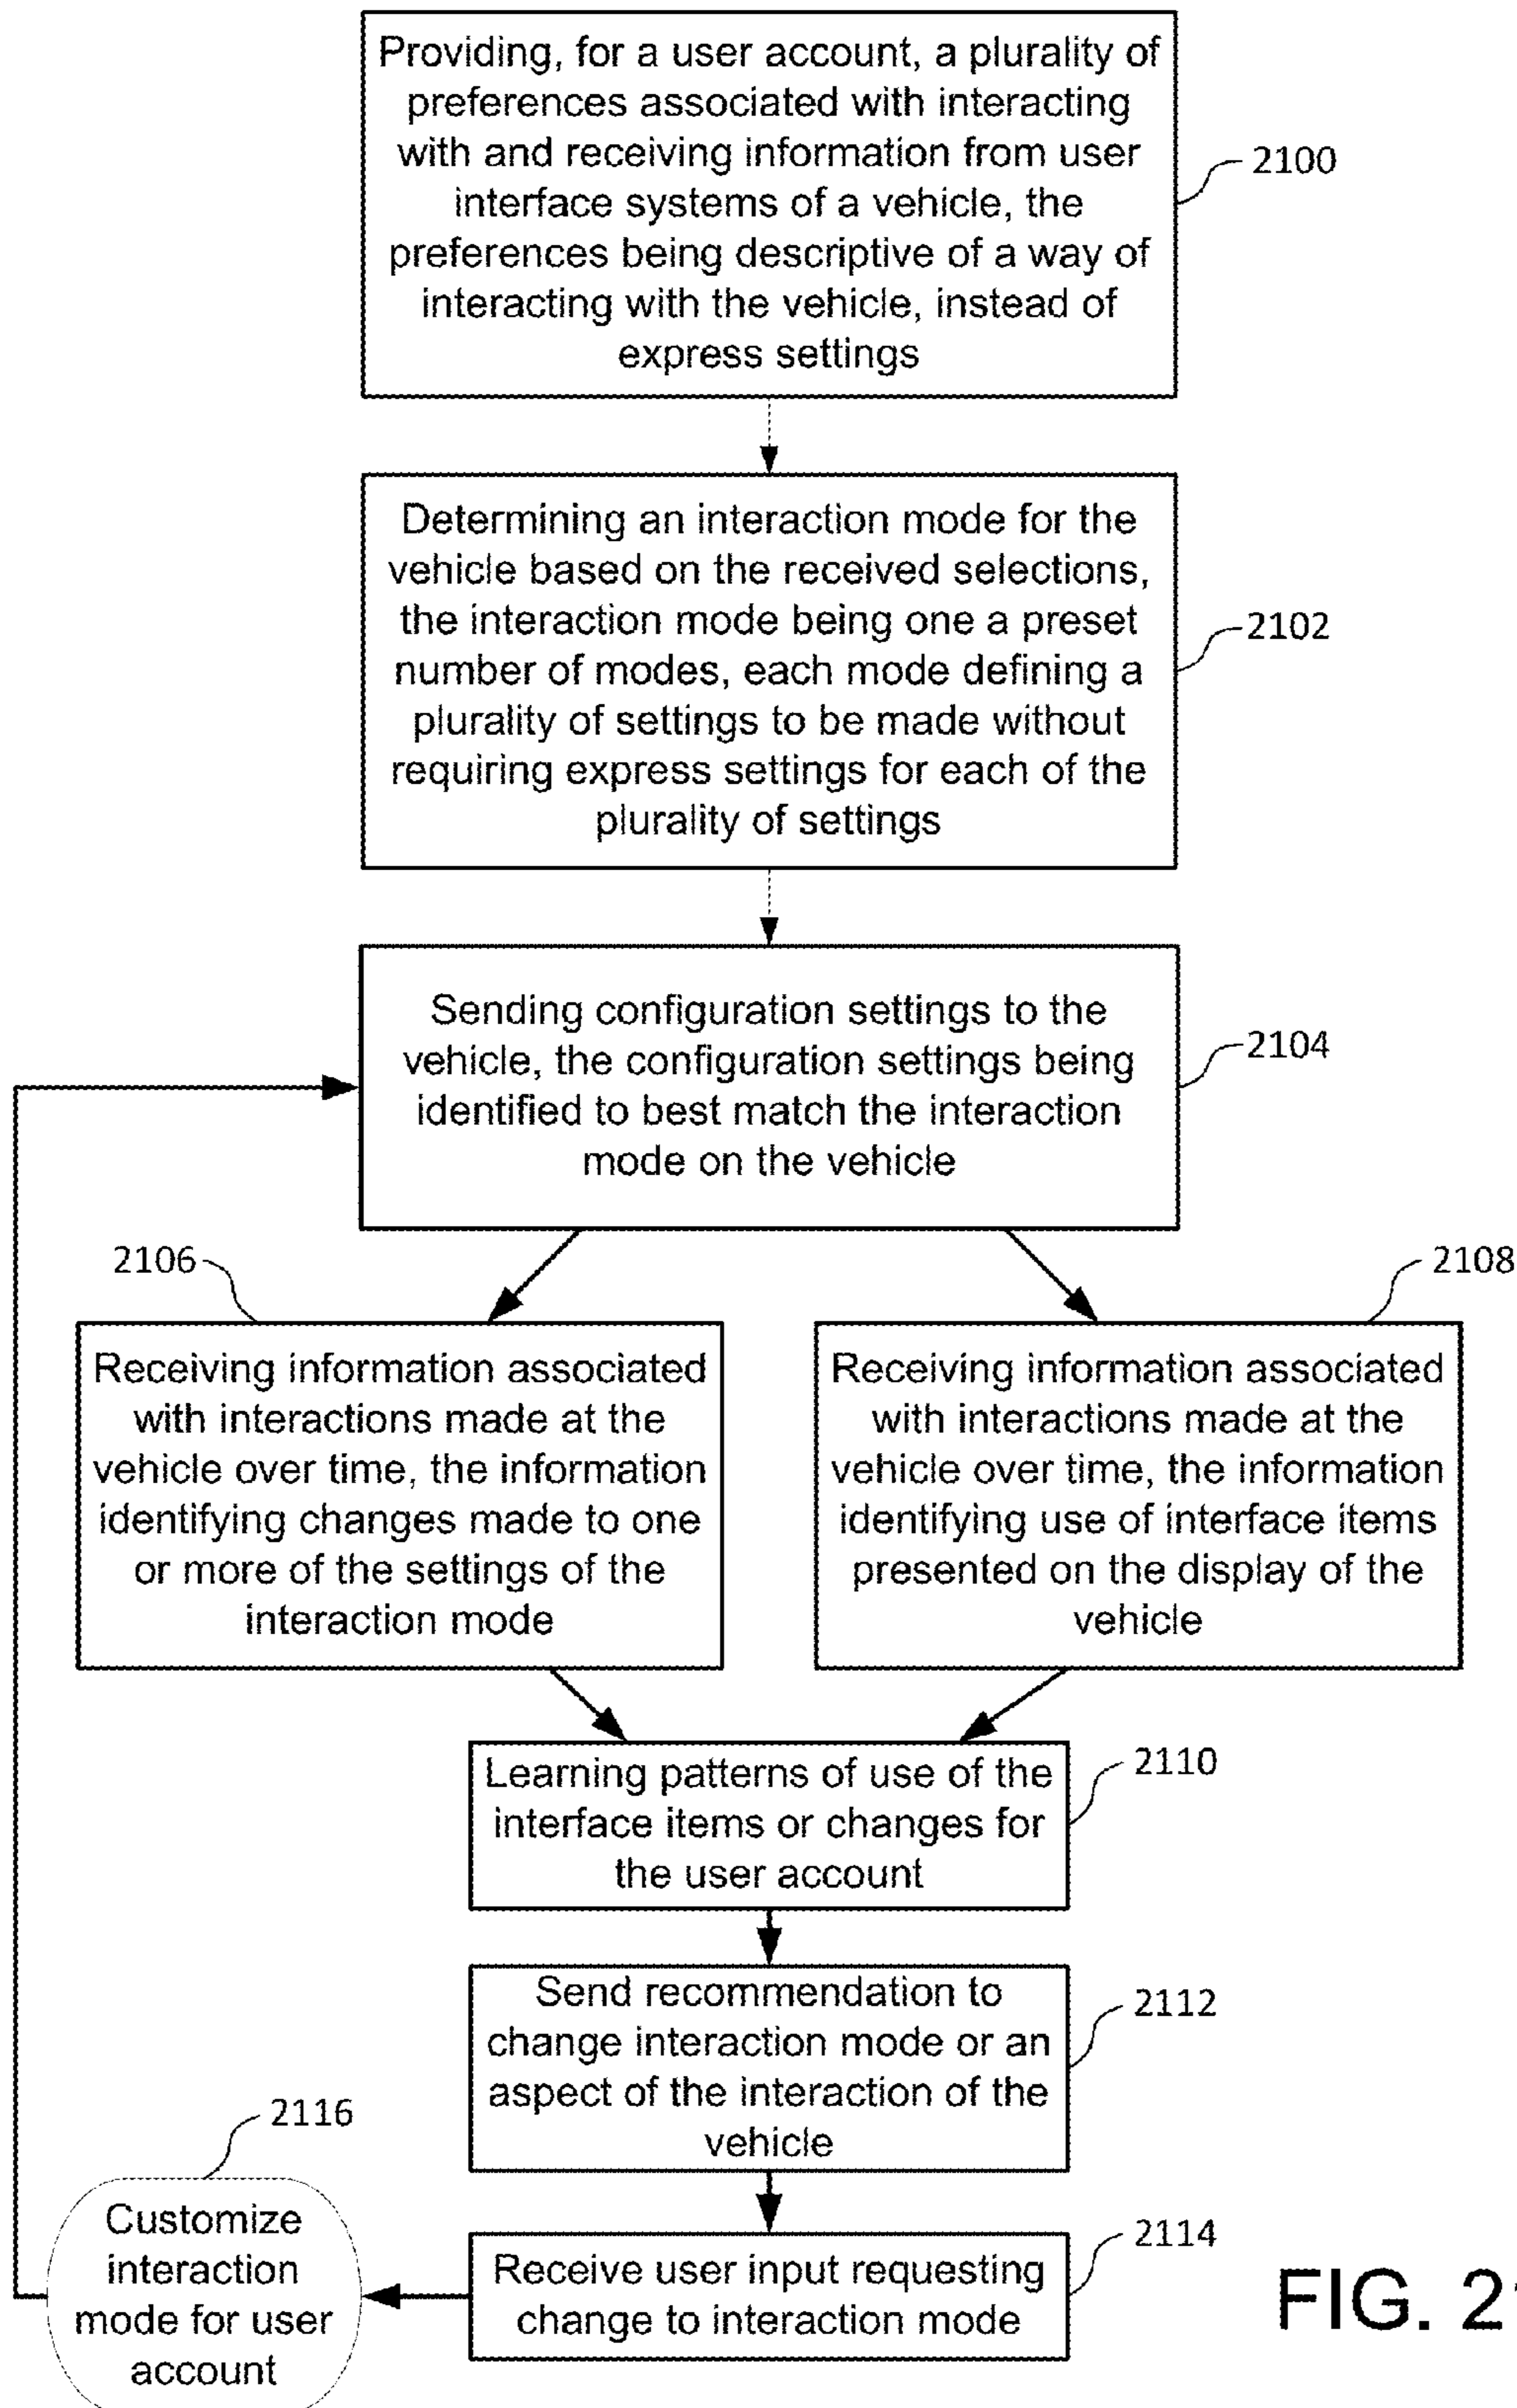 Providing, for a user account, a plurality of
preferences associated with interacting
with and receiving information from user
interface systems of a vehicle, the
preferences being descriptive of a way of
interacting with the vehicle, instead of
express settings
2100
Determining an interaction mode for the
vehicle based on the received selections,
the interaction mode being one a preset
number of modes, each mode defining a
plurality of settings to be made without
requiring express settings for each of the
plurality of settings
2102
Sending configuration settings to the
vehicle, the configuration settings being
identified to best match the interaction
mode on the vehicle
2104
2106
Receiving information associated
with interactions made at the
vehicle over time, the information
identifying changes made to one
or more of the settings of the
interaction mode
2108
Receiving information associated
with interactions made at the
vehicle over time, the information
identifying use of interface items
presented on the display of the
vehicle
Learning patterns of use of the
interface items or changes for
the user account
2110
Send recommendation to
change interaction mode or an
aspect of the interaction of the
vehicle
2112
Receive user input requesting
change to interaction mode
2114
2116
Customize
interaction
mode for user
account
FIG. 2